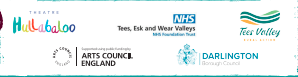 THEATRE
Hullabaloo
NHS
Tees, Esk and Wear Valleys
NHS Foundation Trust
Tees Valley
Supported using public funding by
ARTS COUNCIL
ENGLAND
DARLINGTON
Borough Council